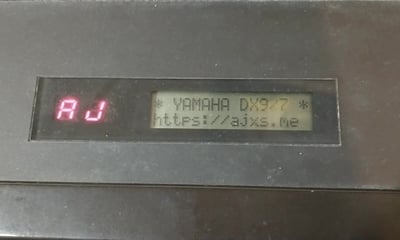 AJ
* YAMAHA DX9/7 *
https://ajxs.me